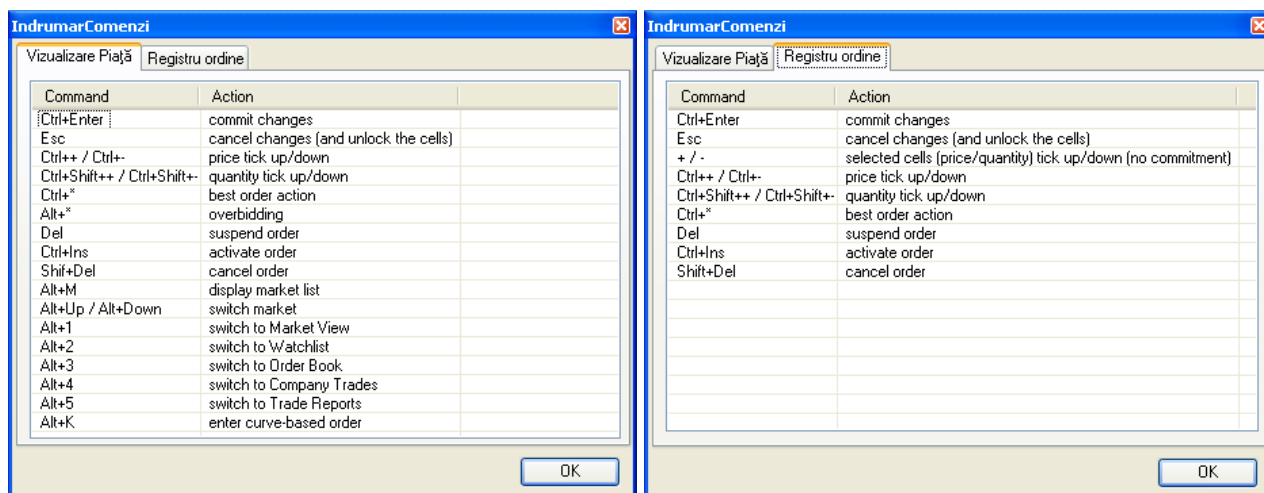 IndrumarComenzi
Vizualizare Piaţă Registru ordine
Command Action
Ctrl+Enter commit changes
Esc cancel changes (and unlock the cells)
Ctrl++ / Ctrl+- price tick up/down
Ctrl+Shift++ / Ctrl+Shift+- quantity tick up/down
Ctrl+* best order action
Alt+* overbidding
Del suspend order
Ctrl+Ins activate order
Shif+Del cancel order
Alt+M display market list
Alt+Up / Alt+Down switch market
Alt+1 switch to Market View
Alt+2 switch to Watchlist
Alt+3 switch to Order Book
Alt+4 switch to Company Trades
Alt+5 switch to Trade Reports
Alt+K enter curve-based order
OK
IndrumarComenzi
Vizualizare Piaţă Registru ordine
Command Action
Ctrl+Enter commit changes
Esc cancel changes (and unlock the cells)
+ / - selected cells (price/quantity) tick up/down (no commitment)
Ctrl++ / Ctrl+- price tick up/down
Ctrl+Shift++ / Ctrl+Shift+- quantity tick up/down
Ctrl+* best order action
Del suspend order
Ctrl+Ins activate order
Shift+Del cancel order
OK